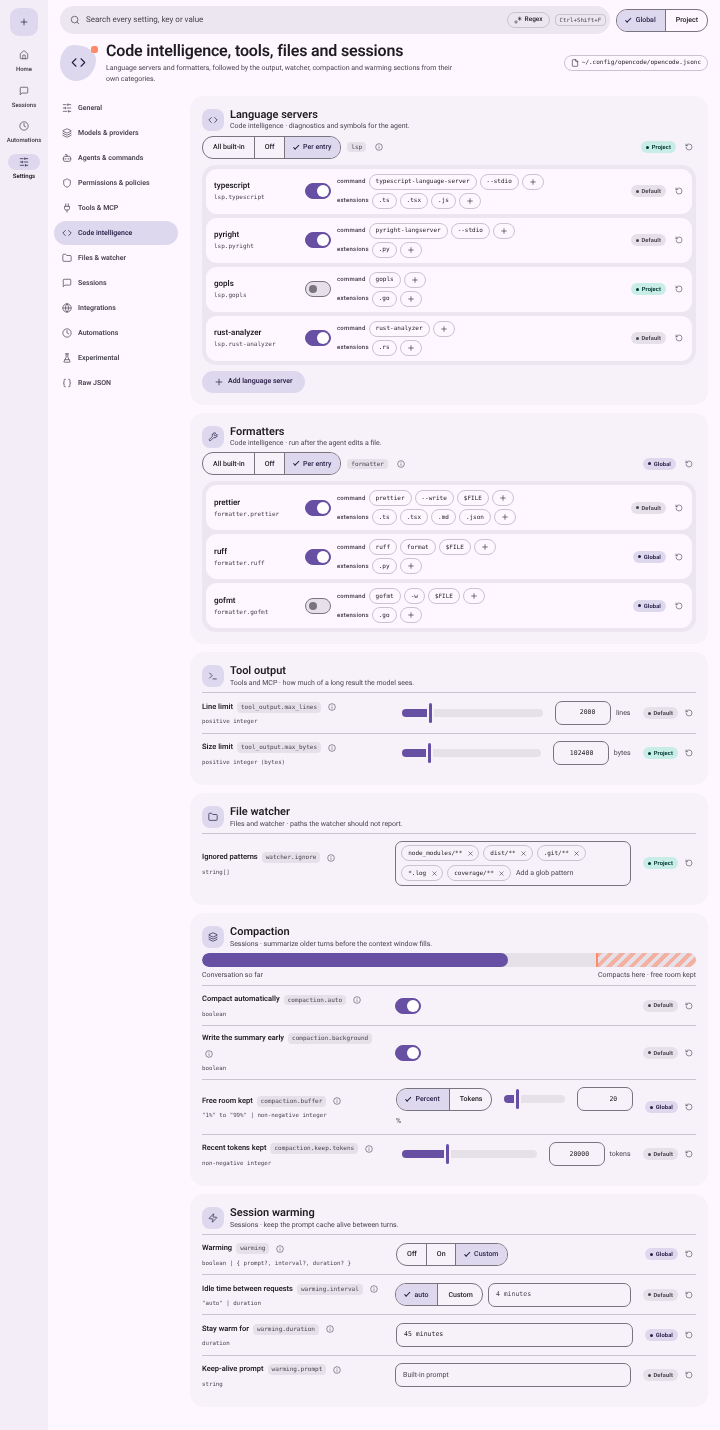 Search every setting, key or value
Regex
Ctrl+Shift+F
Global
Project
Home
Sessions
Automations
Settings
Code intelligence, tools, files and sessions
Language servers and formatters, followed by the output, watcher, compaction and warming sections from their
own categories.
~/.config/opencode/opencode.jsonc
General
Models & providers
Agents & commands
Permissions & policies
Tools & MCP
Code intelligence
Files & watcher
Sessions
Integrations
Automations
Experimental
Raw JSON
Language servers
Code intelligence · diagnostics and symbols for the agent.
All built-in Off Per entry lsp Project
typescript
lsp.typescript
command typescript-language-server --stdio +
extensions .ts .tsx .js +
Default
pyright
lsp.pyright
command pyright-langserver --stdio +
extensions .py +
Default
gopls
lsp.gopls
command gopls +
extensions .go +
Project
rust-analyzer
lsp.rust-analyzer
command rust-analyzer +
extensions .rs +
Default
+ Add language server
Formatters
Code intelligence · run after the agent edits a file.
All built-in Off Per entry formatter Global
prettier
formatter.prettier
command prettier --write $FILE +
extensions .ts .tsx .md .json +
Default
ruff
formatter.ruff
command ruff format $FILE +
extensions .py +
Global
gofmt
formatter.gofmt
command gofmt -w $FILE +
extensions .go +
Global
Tool output
Tools and MCP · how much of a long result the model sees.
Line limit tool_output.max_lines
positive integer
2000 lines Default
Size limit tool_output.max_bytes
positive integer (bytes)
102400 bytes Project
File watcher
Files and watcher · paths the watcher should not report.
Ignored patterns watcher.ignore
string[]
node_modules/** × dist/** × .git/** ×
*.log × coverage/** × Add a glob pattern
Project
Compaction
Sessions · summarize older turns before the context window fills.
Conversation so far
Compacts here · free room kept
Compact automatically compaction.auto
boolean
Default
Write the summary early compaction.background
boolean
Default
Free room kept compaction.buffer
"1%" to "99%" | non-negative integer
Percent Tokens 20
%
Global
Recent tokens kept compaction.keep.tokens
non-negative integer
20000 tokens Default
Session warming
Sessions · keep the prompt cache alive between turns.
Warming warming
boolean | { prompt?, interval?, duration? }
Off On Custom
Global
Idle time between requests warming.interval
"auto" | duration
auto Custom 4 minutes
Default
Stay warm for warming.duration
duration
45 minutes
Global
Keep-alive prompt warming.prompt
string
Built-in prompt
Default